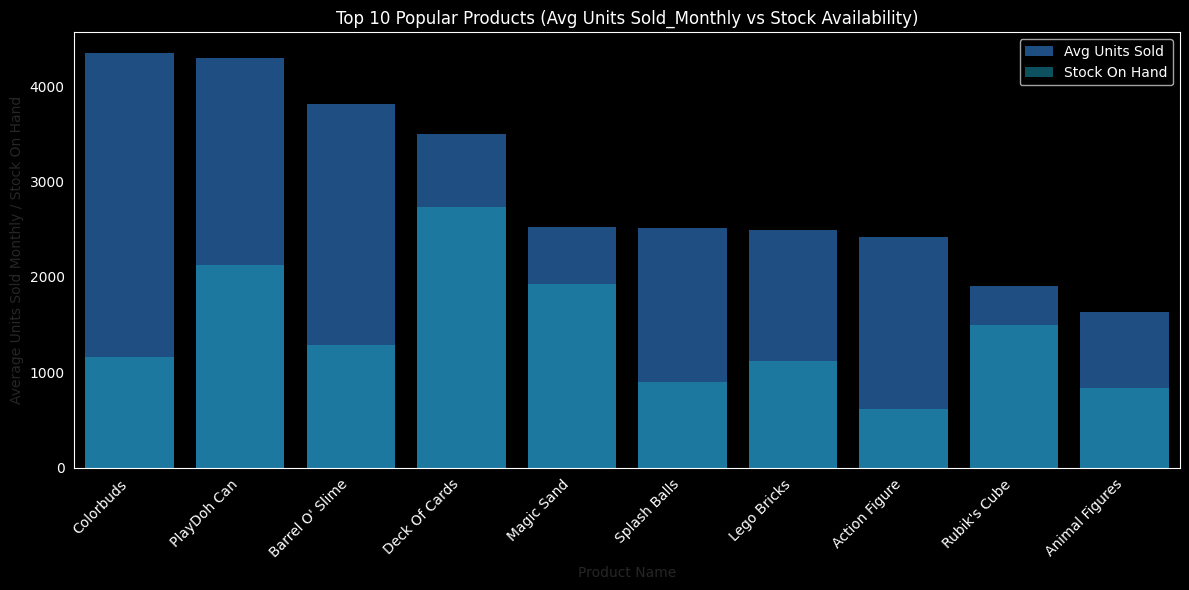 Top 10 Popular Products (Avg Units Sold_Monthly vs Stock Availability)
Avg Units Sold
Stock On Hand
Average Units Sold Monthly / Stock On Hand
4000
3000
2000
1000
0
Colorbuds
PlayDoh Can
Barrel O' Slime
Deck Of Cards
Magic Sand
Splash Balls
Lego Bricks
Action Figure
Rubik's Cube
Animal Figures
Product Name